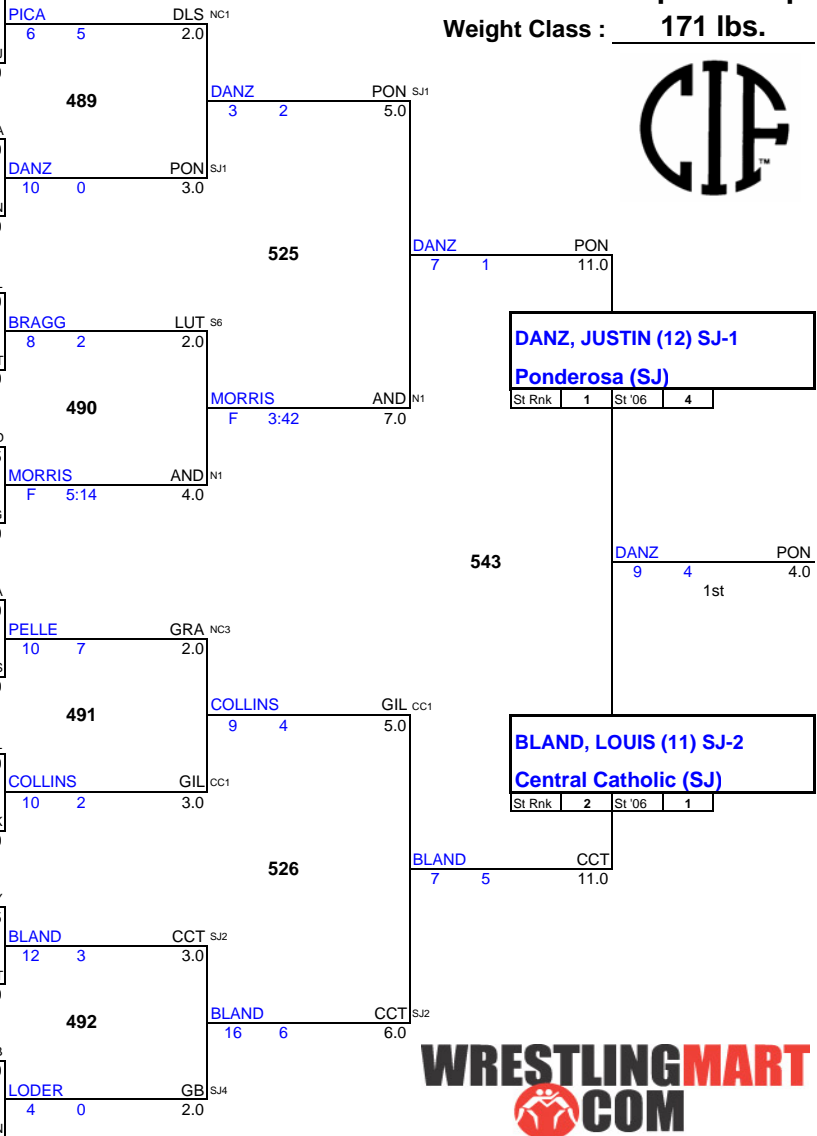 PICA DLS NC1
6 5 2.0
Weight Class : 171 lbs.
CIF
TM
489
DANZ PON SJ1
3 2 5.0
DANZ PON SJ1
10 0 3.0
525
DANZ PON
7 1 11.0
BRAGG LUT S6
8 2 2.0
DANZ, JUSTIN (12) SJ-1
Ponderosa (SJ)
St Rnk 1 St '06 4
490
MORRIS AND N1
F 3:42 7.0
MORRIS AND N1
F 5:14 4.0
543
DANZ PON
9 4 4.0
1st
PELLE GRA NC3
10 7 2.0
491
COLLINS GIL CC1
9 4 5.0
BLAND, LOUIS (11) SJ-2
Central Catholic (SJ)
St Rnk 2 St '06 1
COLLINS GIL CC1
10 2 3.0
526
BLAND CCT
7 5 11.0
BLAND CCT SJ2
12 3 3.0
492
BLAND CCT SJ2
16 6 6.0
LODER GB SJ4
4 0 2.0
WRESTLINGMART
COM